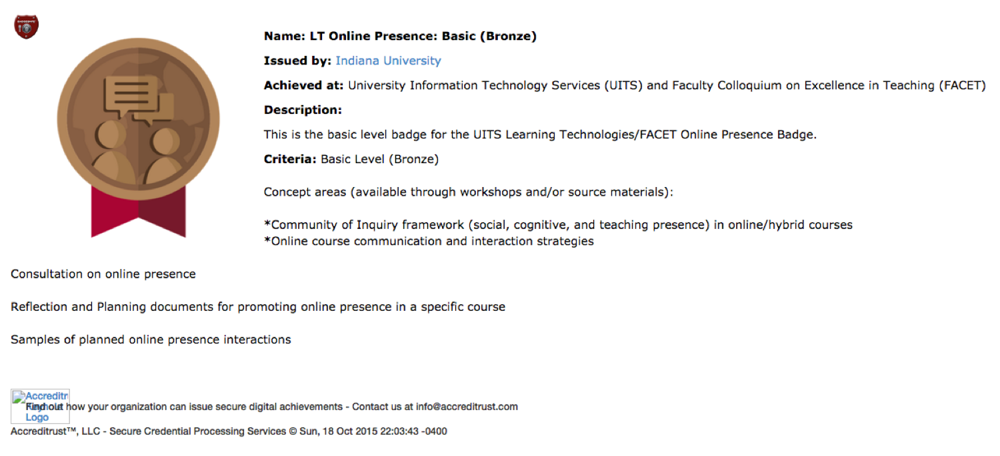 Name: LT Online Presence: Basic (Bronze)
Issued by: Indiana University
Achieved at: University Information Technology Services (UITS) and Faculty Colloquium on Excellence in Teaching (FACET)
Description:
This is the basic level badge for the UITS Learning Technologies/FACET Online Presence Badge.
Criteria: Basic Level (Bronze)
Concept areas (available through workshops and/or source materials):
*Community of Inquiry framework (social, cognitive, and teaching presence) in online/hybrid courses
*Online course communication and interaction strategies
Consultation on online presence
Reflection and Planning documents for promoting online presence in a specific course
Samples of planned online presence interactions
Accreditr
Find out how your organization can issue secure digital achievements - Contact us at info@accreditrust.com
Logo
Accreditrust™, LLC - Secure Credential Processing Services © Sun, 18 Oct 2015 22:03:43 -0400